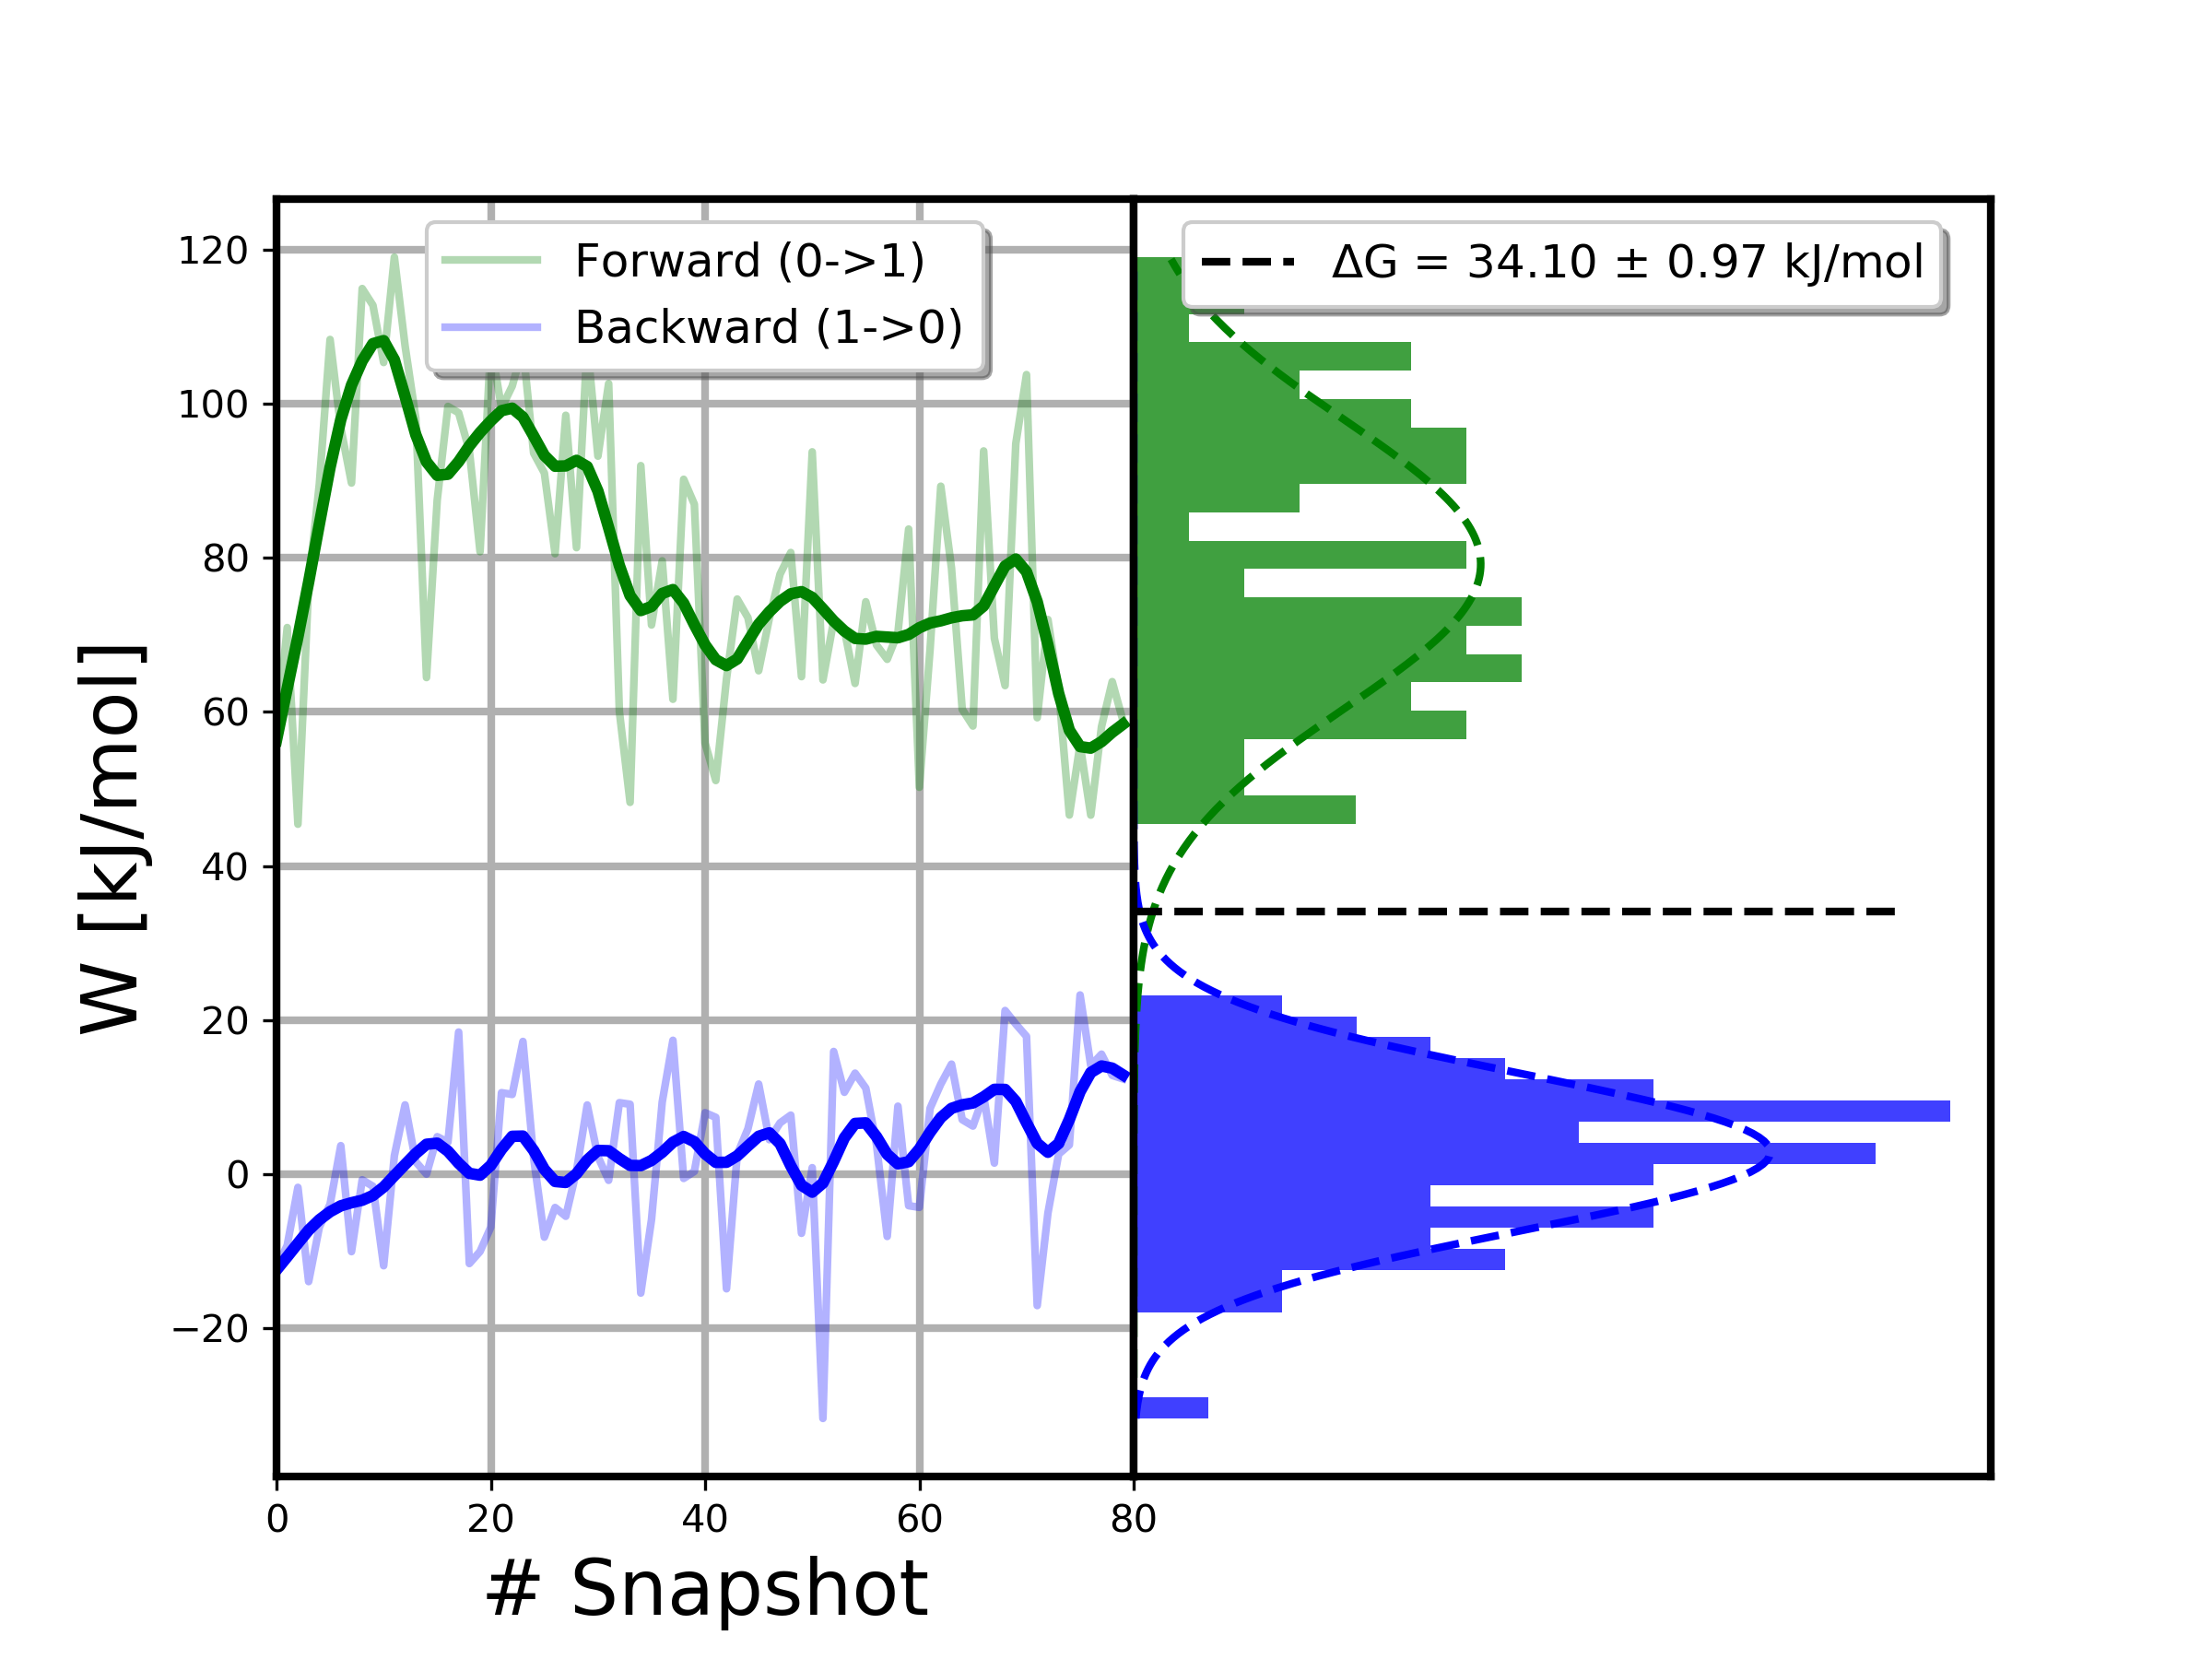 W [kJ/mol]
120
100
80
60
40
20
0
−20
Forward (0->1)
Backward (1->0)
ΔG = 34.10 ± 0.97 kJ/mol
0 20 40 60 80
# Snapshot